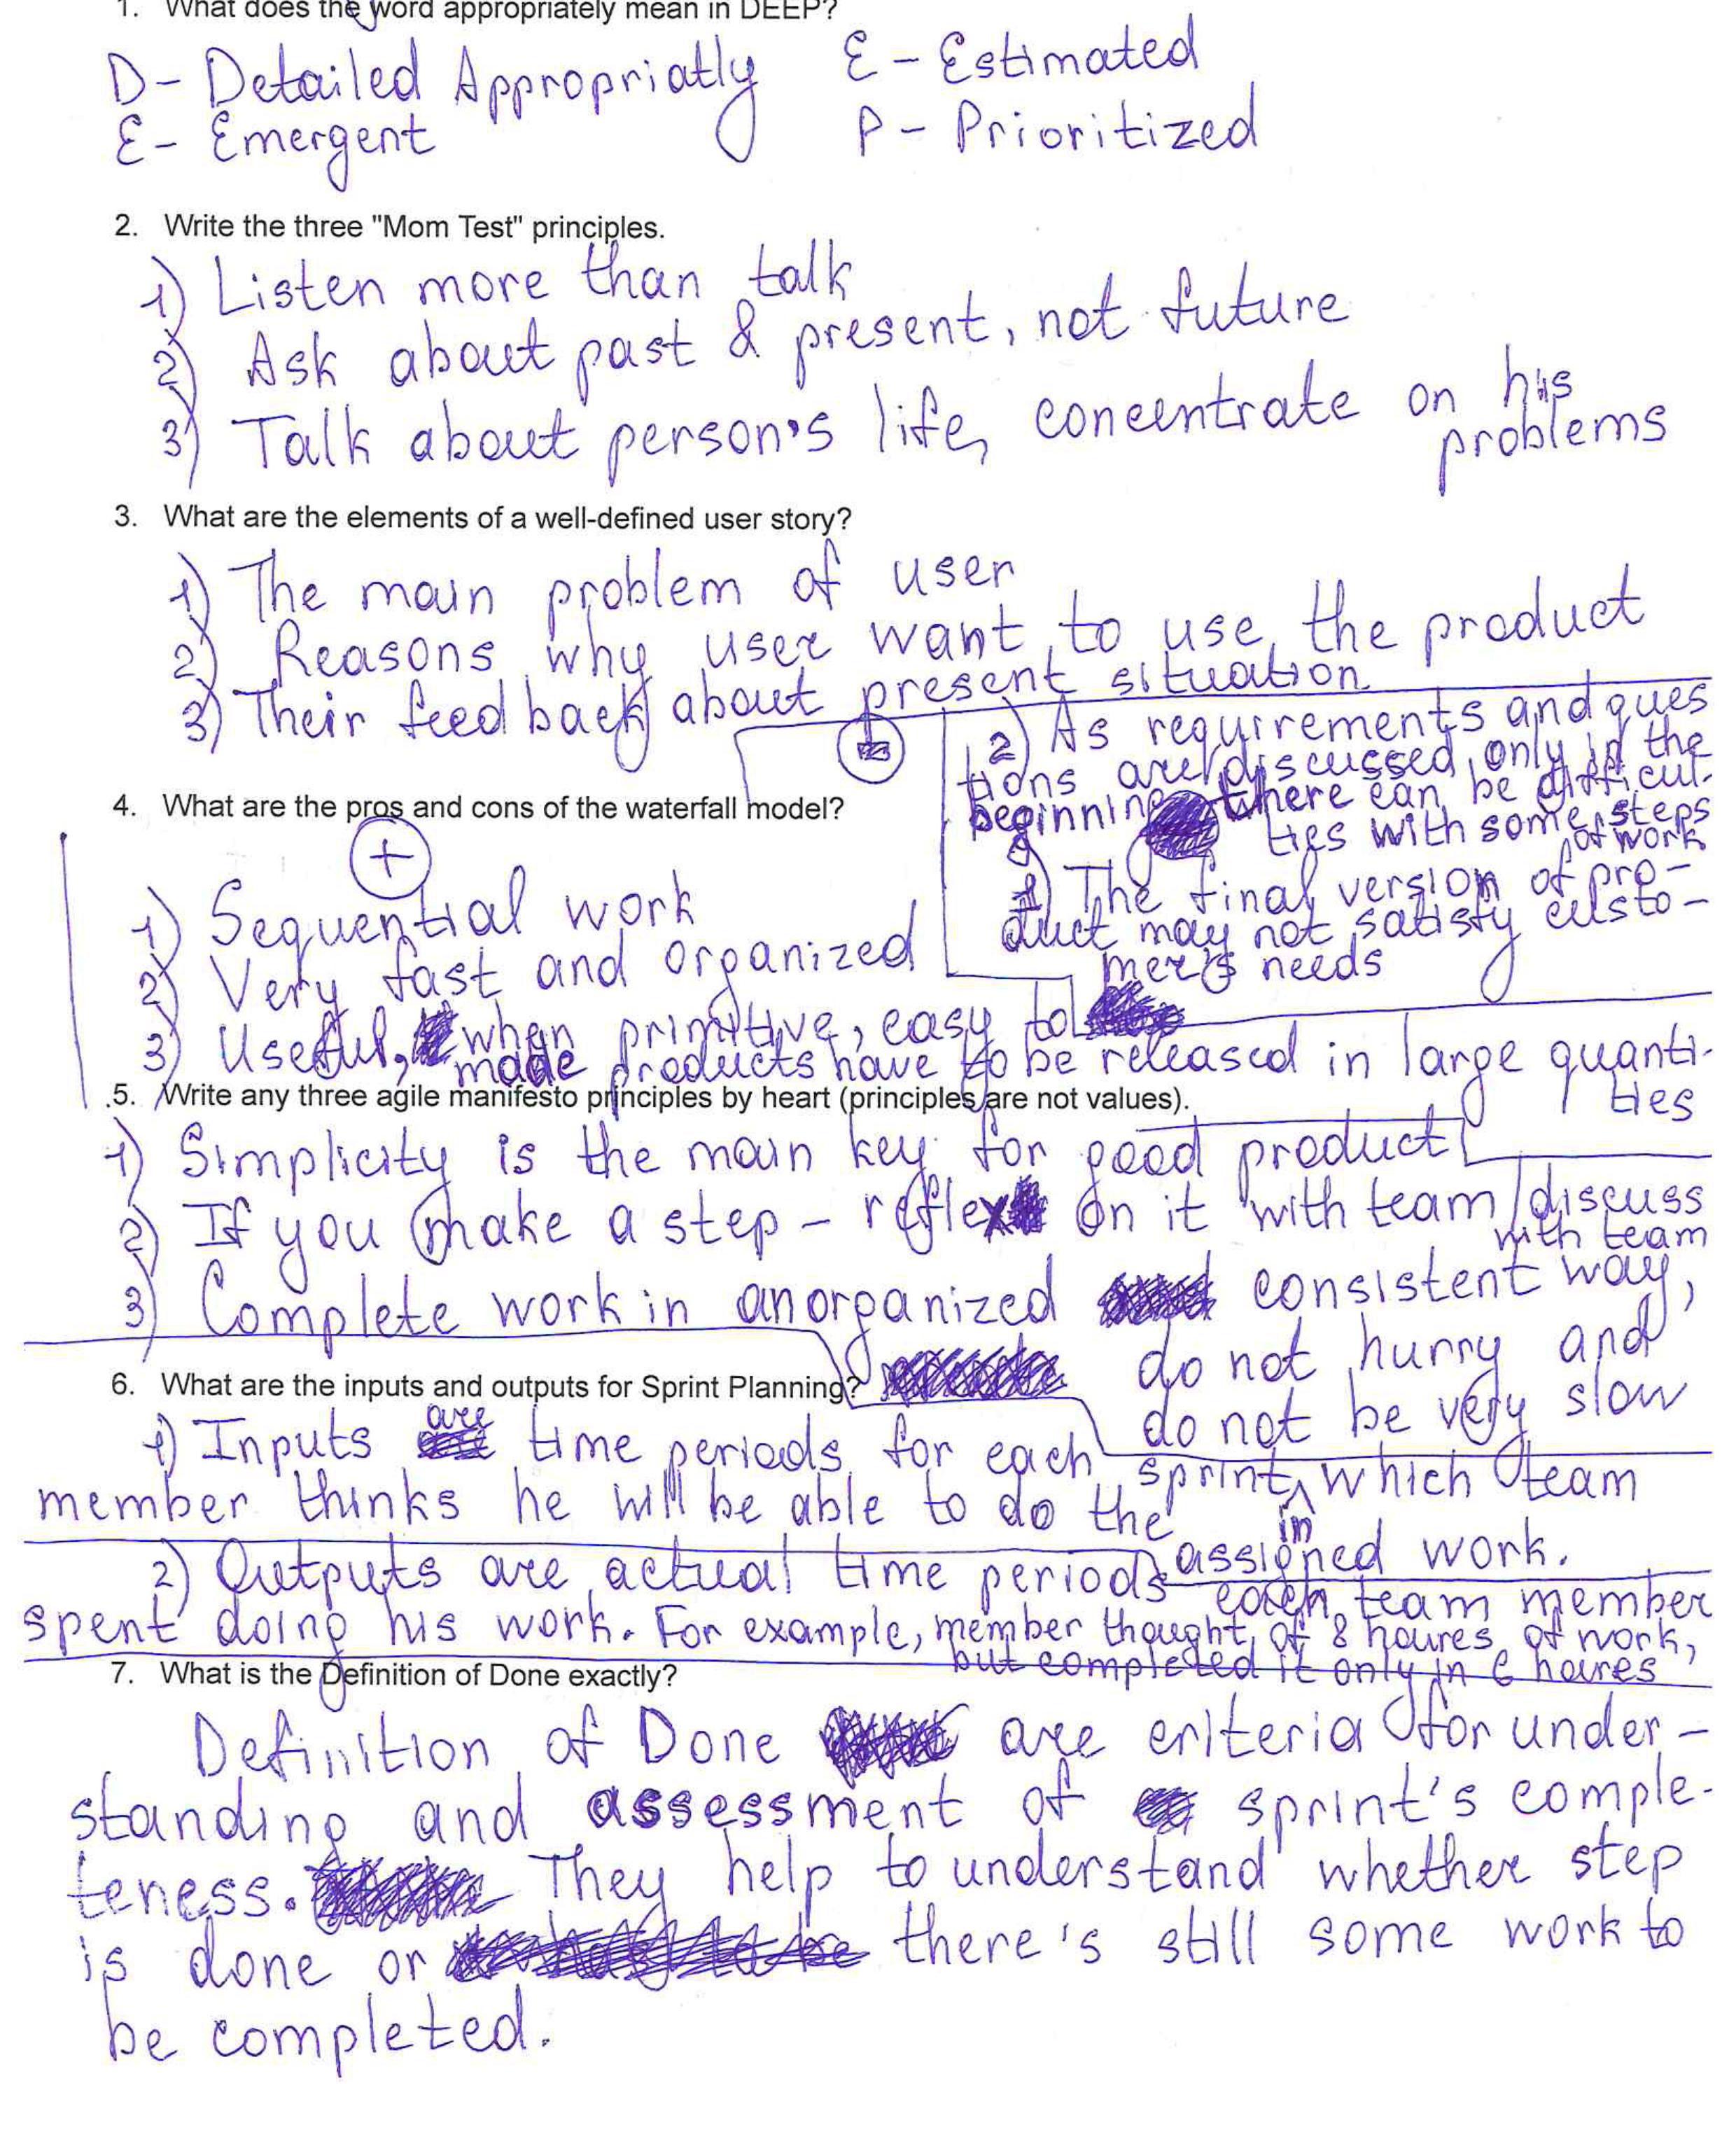 1. What does the word appropriately mean in DEEP?
D - Detailed Appropriatly
E - Emergent
E - Estimated
P - Prioritized
2. Write the three "Mom Test" principles.
1) Listen more than talk
2) Ask about past & present, not future
3) Talk about person's life, concentrate on his
problems
3. What are the elements of a well-defined user story?
1) The main problem of user
2) Reasons why user want to use the product
3) Their feedback about present situation
4. What are the pros and cons of the waterfall model?
+
1) Sequential work
2) Very fast and organized
3) Useful, when primitive, easy to
made products have to be released in large quanti-
ties
2) As requirements and ques
tions are discussed only in the
beginning there can be difficul-
ties with some steps
of work
1) The final version of pro-
duct may not satisfy custo-
mer's needs
5. Write any three agile manifesto principles by heart (principles are not values).
1) Simplicity is the main key for good product
2) If you make a step - reflex on it with team/discuss
with team
3) Complete work in an organized consistent way,
do not hurry and
do not be very slow
6. What are the inputs and outputs for Sprint Planning?
1) Inputs are time periods for each sprint, in which team
member thinks he will be able to do the
assigned work.
2) Outputs are actual time periods each team member
spent doing his work. For example, member thought of 8 houres of work,
but completed it only in 6 houres
7. What is the Definition of Done exactly?
Definition of Done are criteria for under-
standing and assessment of sprint's comple-
teness. They help to understand whether step
is done or there's still some work to
be completed.